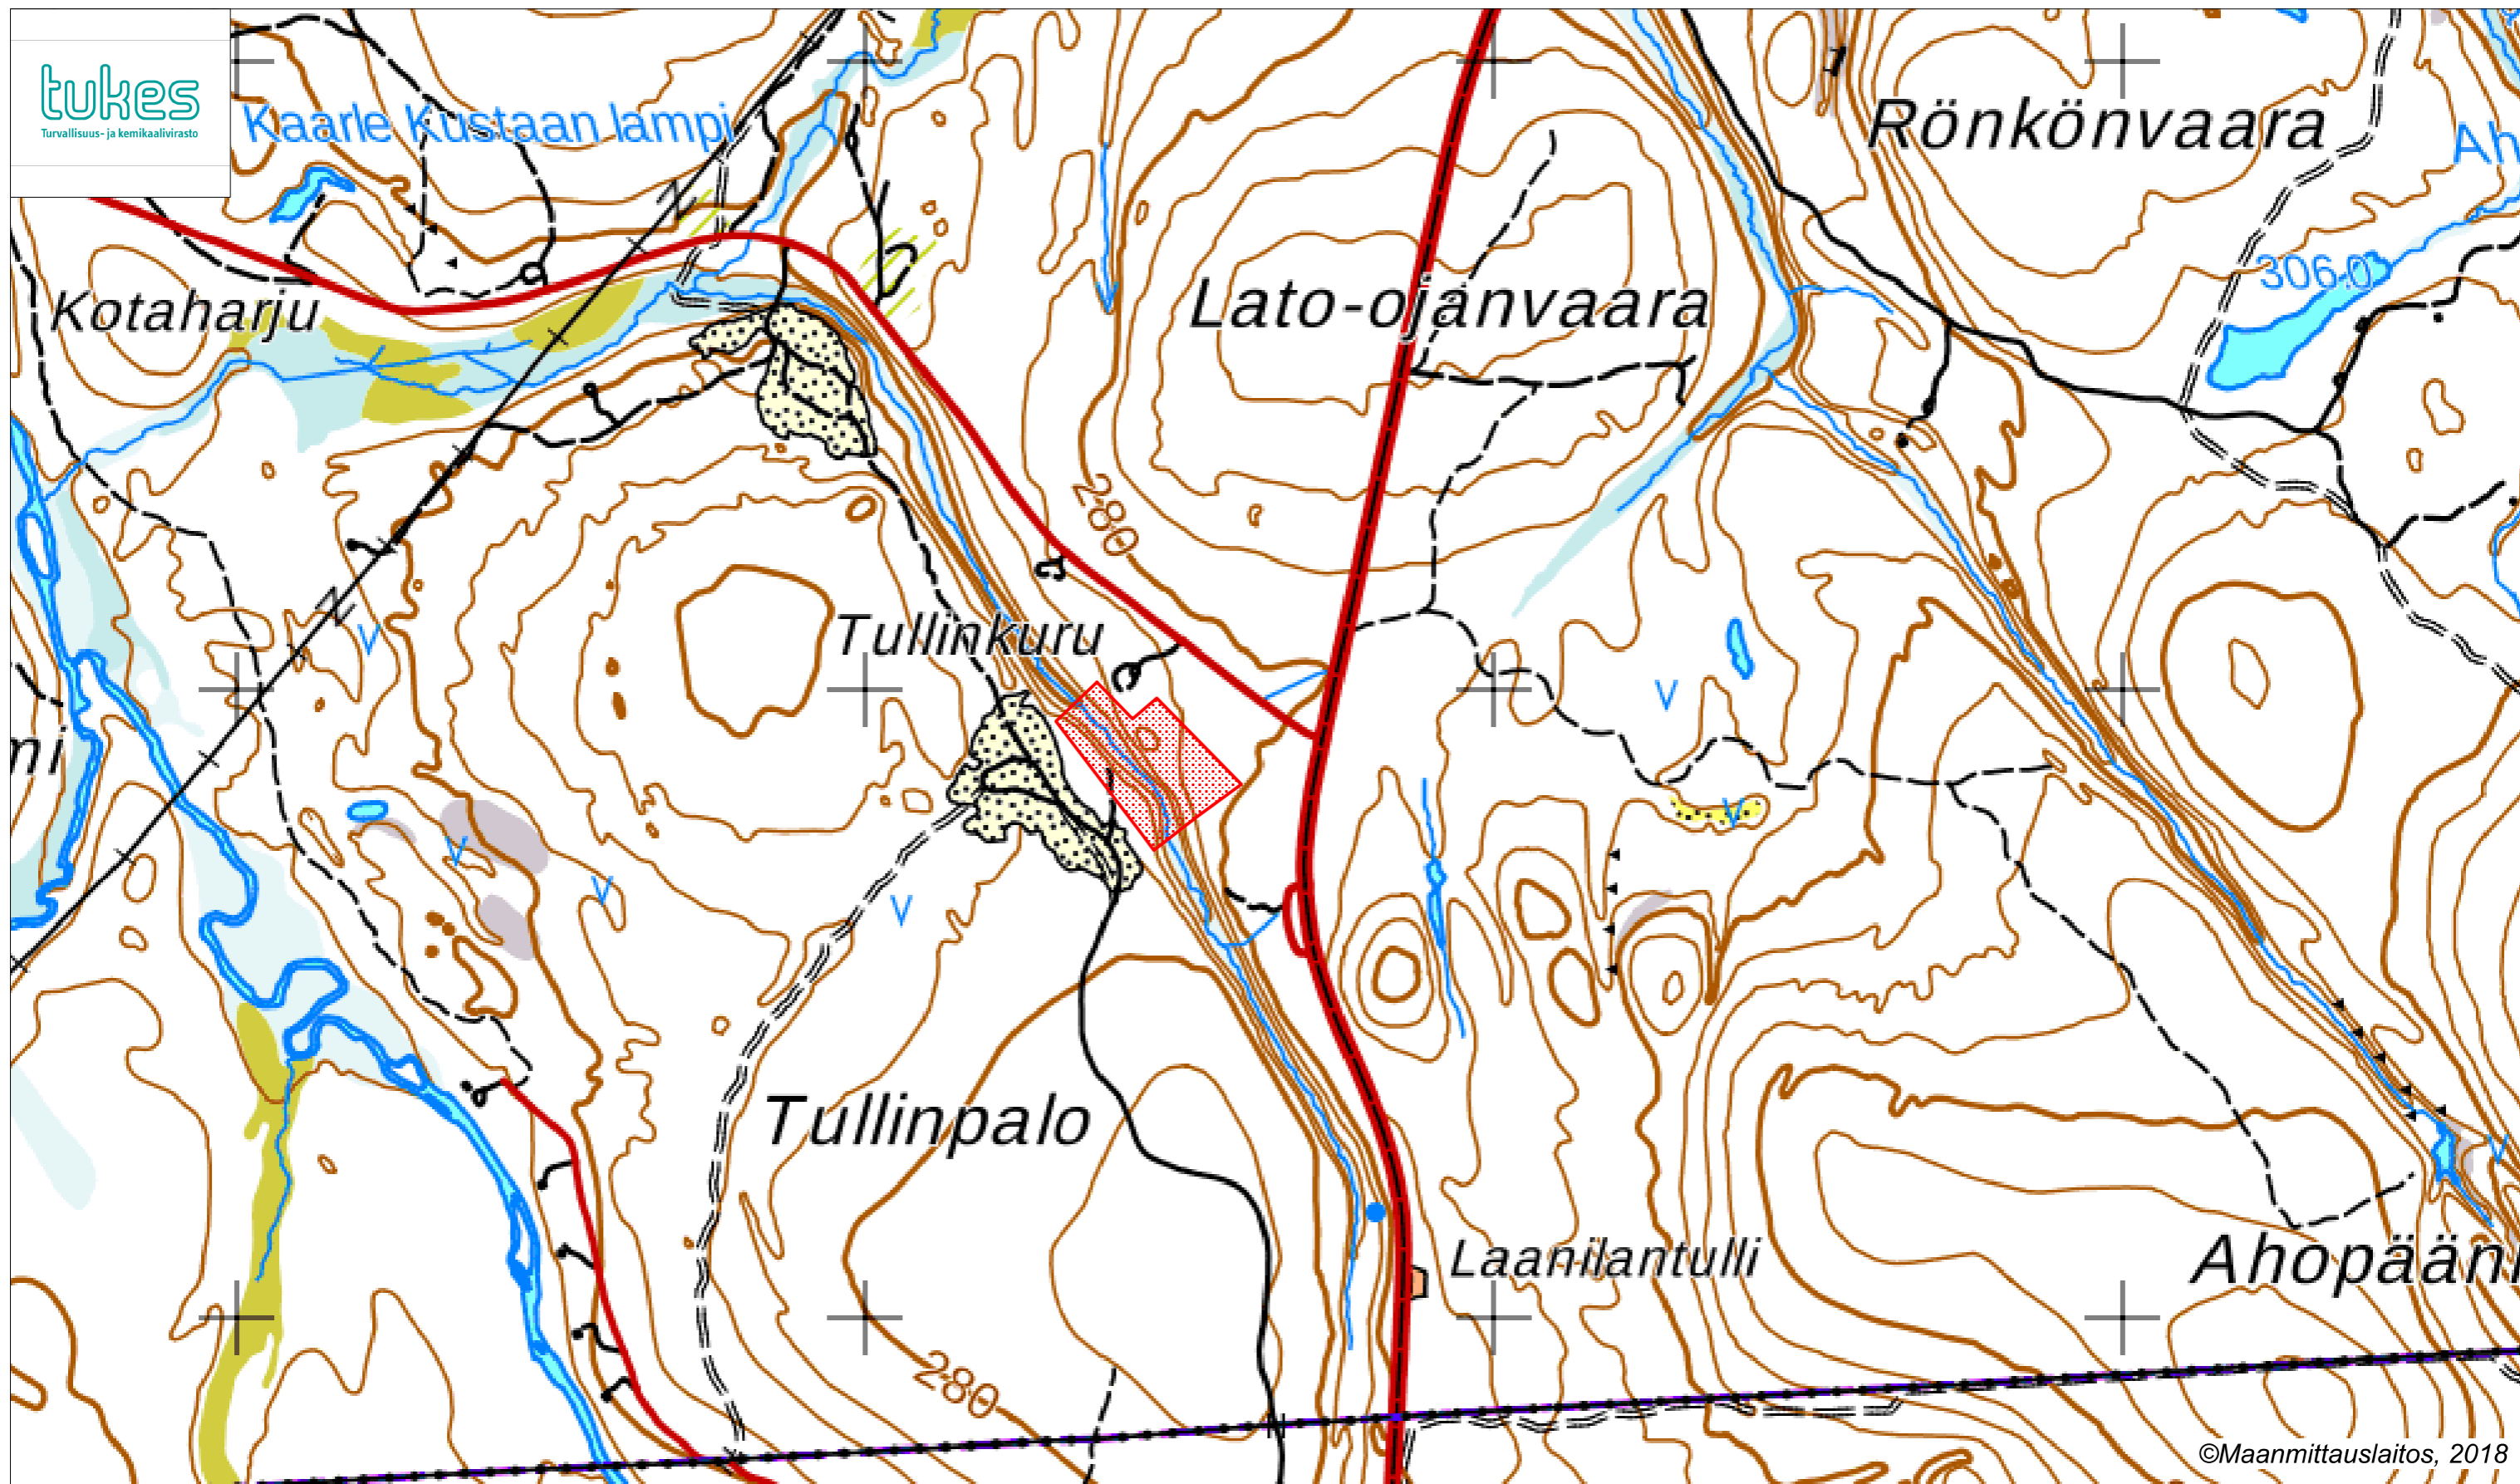 tukes
Turvallisuus- ja kemikaalivirasto
Kaarle Kustaan lampi
Rönkönvaara
Ah
306.0
Kotaharju
Lato-ojanvaara
280
Tullinkuru
mi
Tullinpalo
Laanilantulli
Ahopään
280
©Maanmittauslaitos, 2018